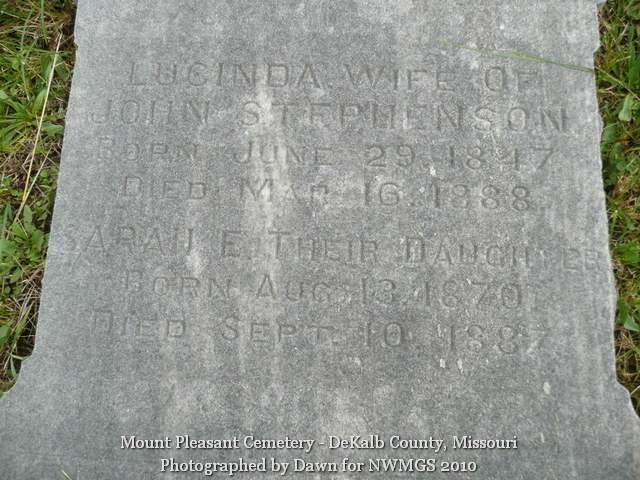 LUCINDA WIFE OF
JOHN STEPHENSON
BORN JUNE 29, 1847
DIED MAR. 16, 1888
SARAH E. THEIR DAUGHTER
BORN AUG. 13, 1870
DIED SEPT. 10, 1887
Mount Pleasant Cemetery - DeKalb County, Missouri
Photographed by Dawn for NWMGS 2010